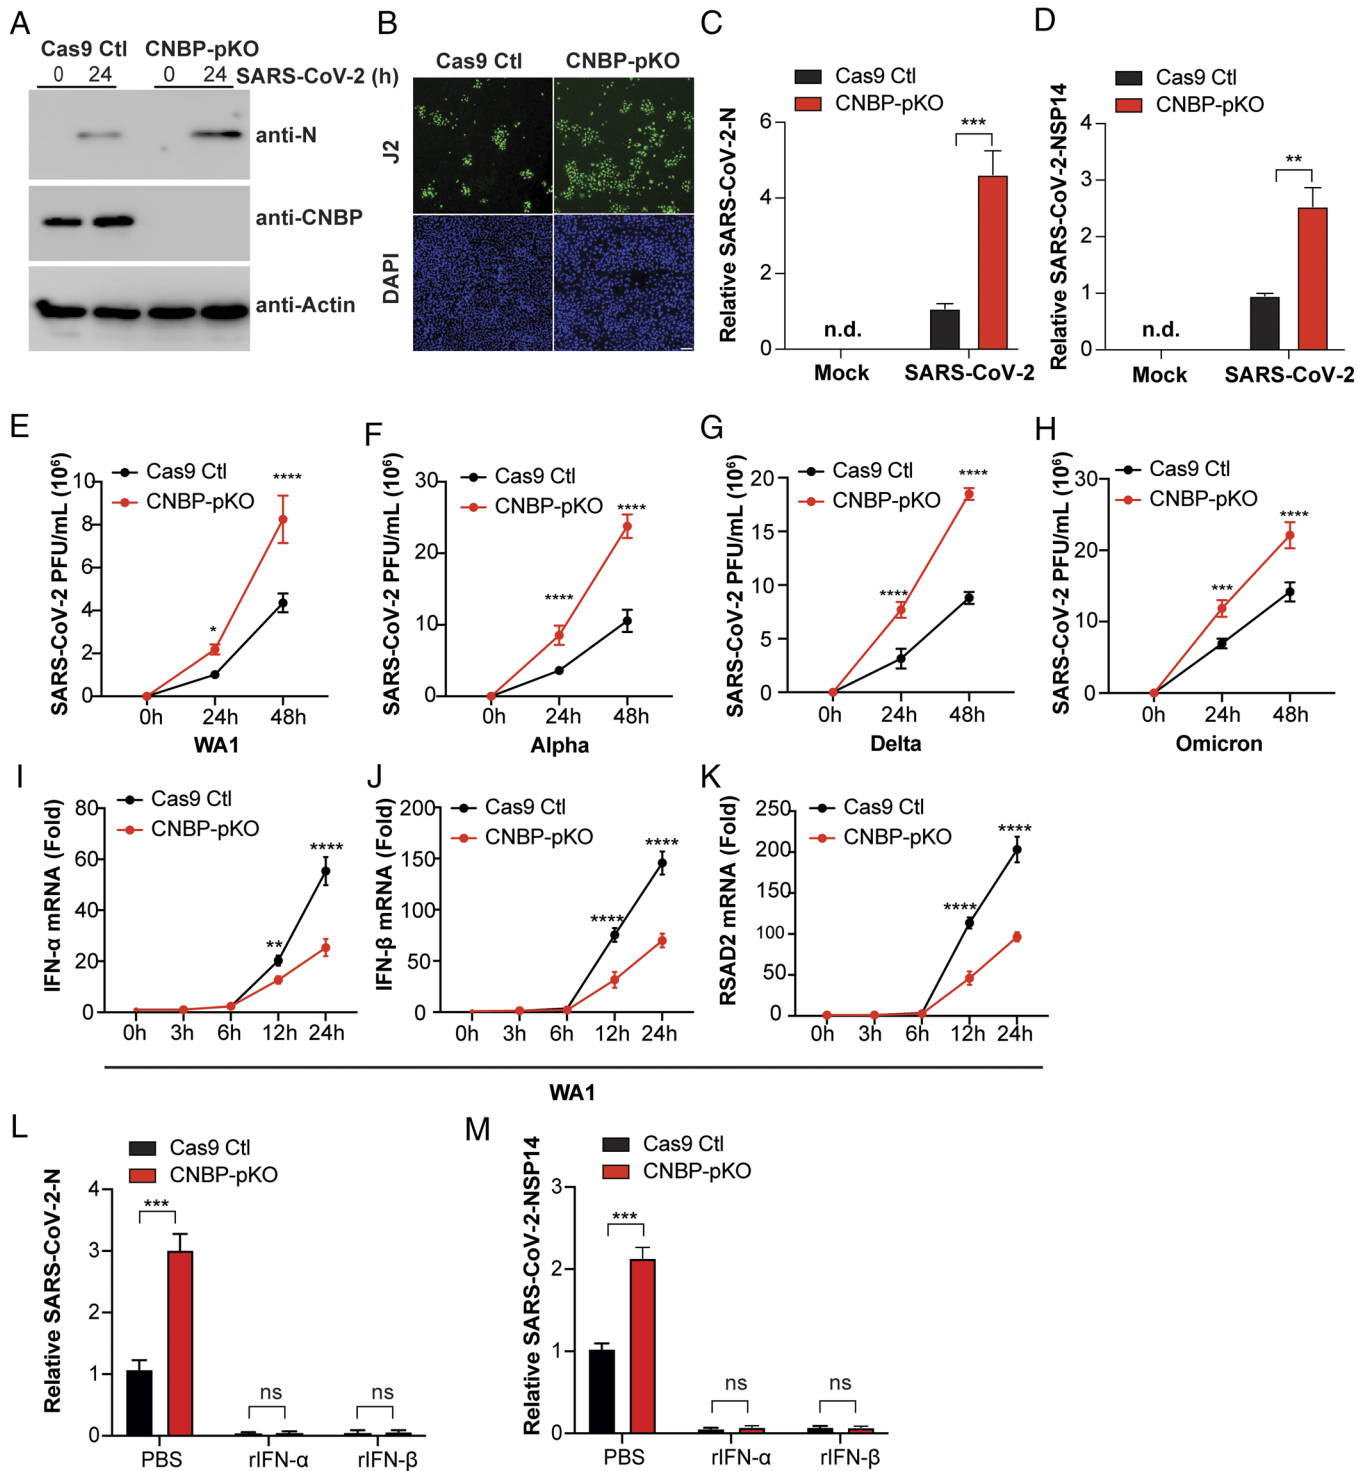 A
Cas9 Ctl CNBP-pKO
0 24 0 24 SARS-CoV-2 (h)
anti-N
anti-CNBP
anti-Actin
B
Cas9 Ctl CNBP-pKO
J2
DAPI
C
Cas9 Ctl
CNBP-pKO
Relative SARS-CoV-2-N
6
4
2
0
***
n.d.
Mock SARS-CoV-2
D
Cas9 Ctl
CNBP-pKO
Relative SARS-CoV-2-NSP14
4
3
2
1
0
**
n.d.
Mock SARS-CoV-2
E
Cas9 Ctl
CNBP-pKO
SARS-CoV-2 PFU/mL (10⁶)
10
8
6
4
2
0
*
****
0h 24h 48h
WA1
F
Cas9 Ctl
CNBP-pKO
SARS-CoV-2 PFU/mL (10⁶)
30
20
10
0
****
****
0h 24h 48h
Alpha
G
Cas9 Ctl
CNBP-pKO
SARS-CoV-2 PFU/mL (10⁶)
20
15
10
5
0
****
****
0h 24h 48h
Delta
H
Cas9 Ctl
CNBP-pKO
SARS-CoV-2 PFU/mL (10⁶)
30
20
10
0
***
****
0h 24h 48h
Omicron
I
Cas9 Ctl
CNBP-pKO
IFN-α mRNA (Fold)
80
60
40
20
0
**
****
0h 3h 6h 12h 24h
J
Cas9 Ctl
CNBP-pKO
IFN-β mRNA (Fold)
200
150
100
50
0
****
****
0h 3h 6h 12h 24h
K
Cas9 Ctl
CNBP-pKO
RSAD2 mRNA (Fold)
250
200
150
100
50
0
****
****
0h 3h 6h 12h 24h
WA1
L
Cas9 Ctl
CNBP-pKO
Relative SARS-CoV-2-N
4
3
2
1
0
***
ns
ns
PBS rIFN-α rIFN-β
M
Cas9 Ctl
CNBP-pKO
Relative SARS-CoV-2-NSP14
3
2
1
0
***
ns
ns
PBS rIFN-α rIFN-β